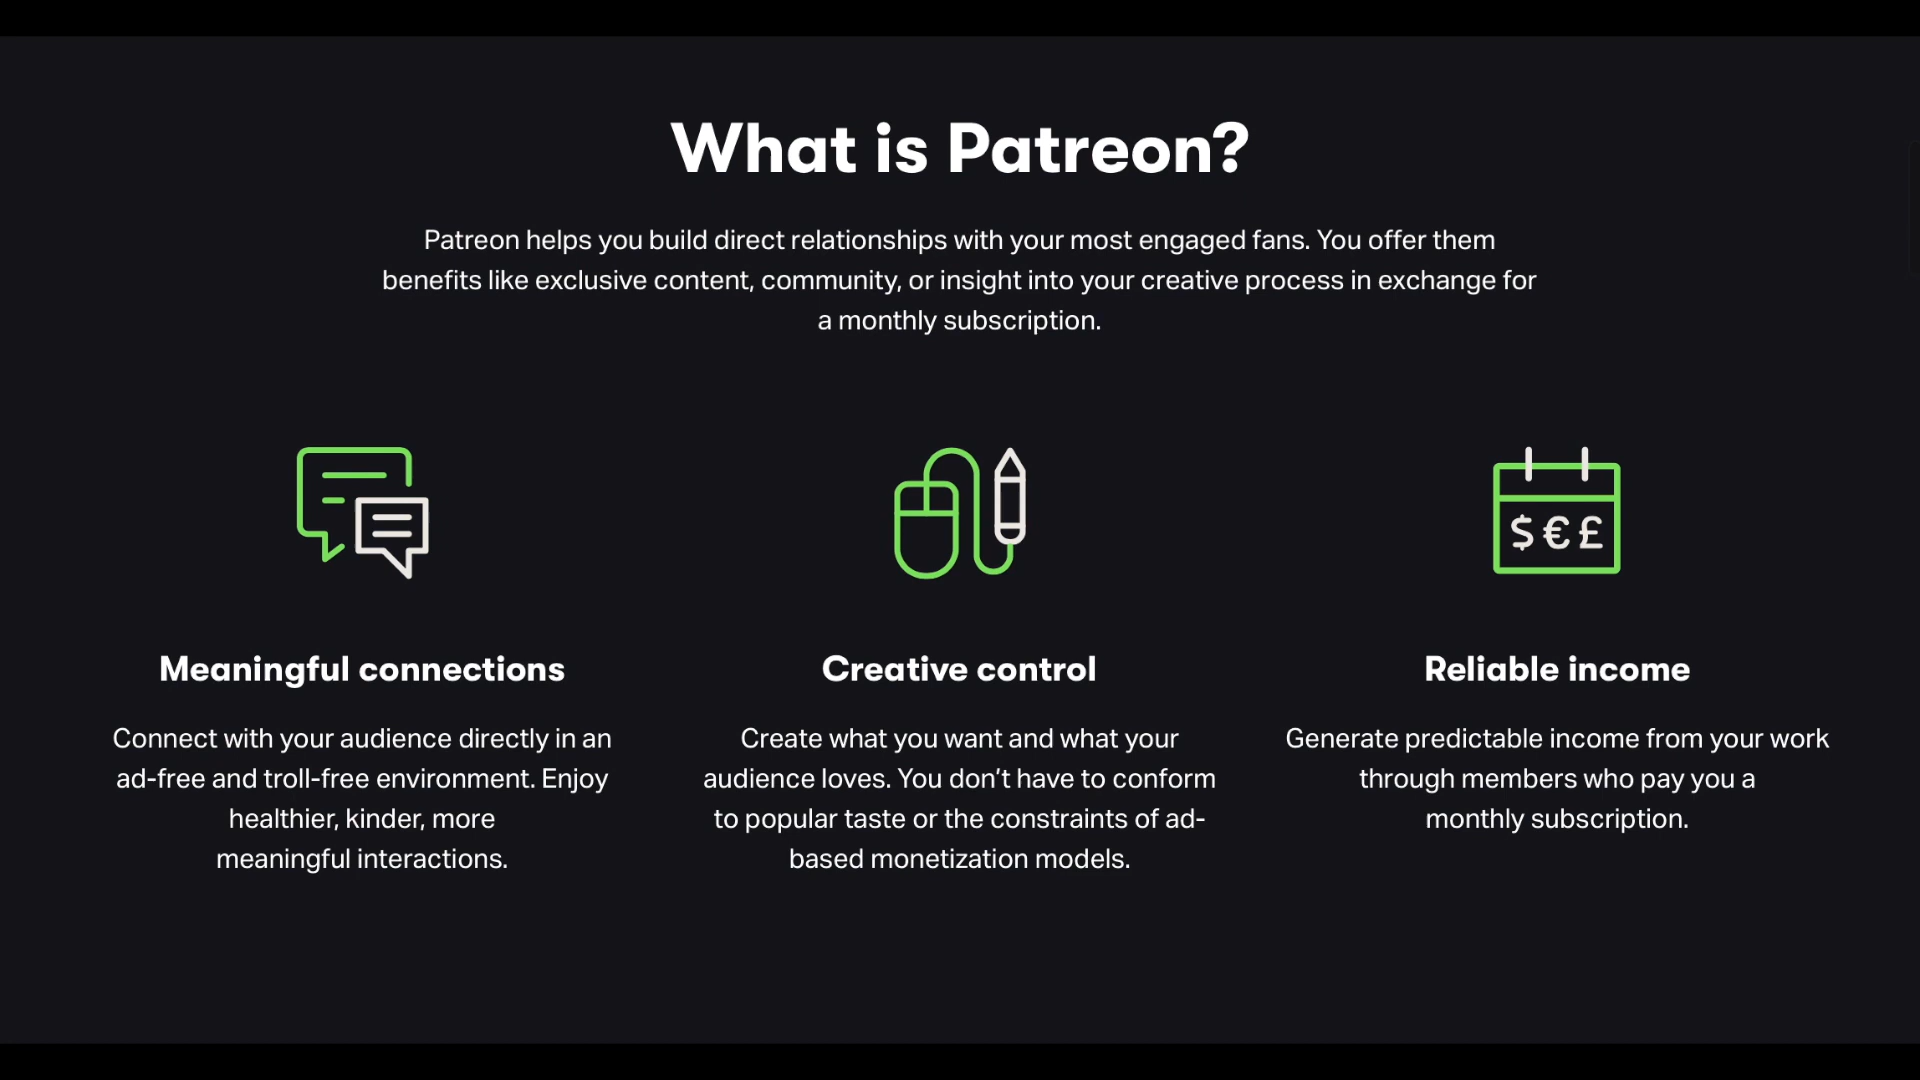 What is Patreon?
Patreon helps you build direct relationships with your most engaged fans. You offer them
benefits like exclusive content, community, or insight into your creative process in exchange for
a monthly subscription.
$€£
Meaningful connections
Connect with your audience directly in an
ad-free and troll-free environment. Enjoy
healthier, kinder, more
meaningful interactions.
Creative control
Create what you want and what your
audience loves. You don’t have to conform
to popular taste or the constraints of ad-
based monetization models.
Reliable income
Generate predictable income from your work
through members who pay you a
monthly subscription.